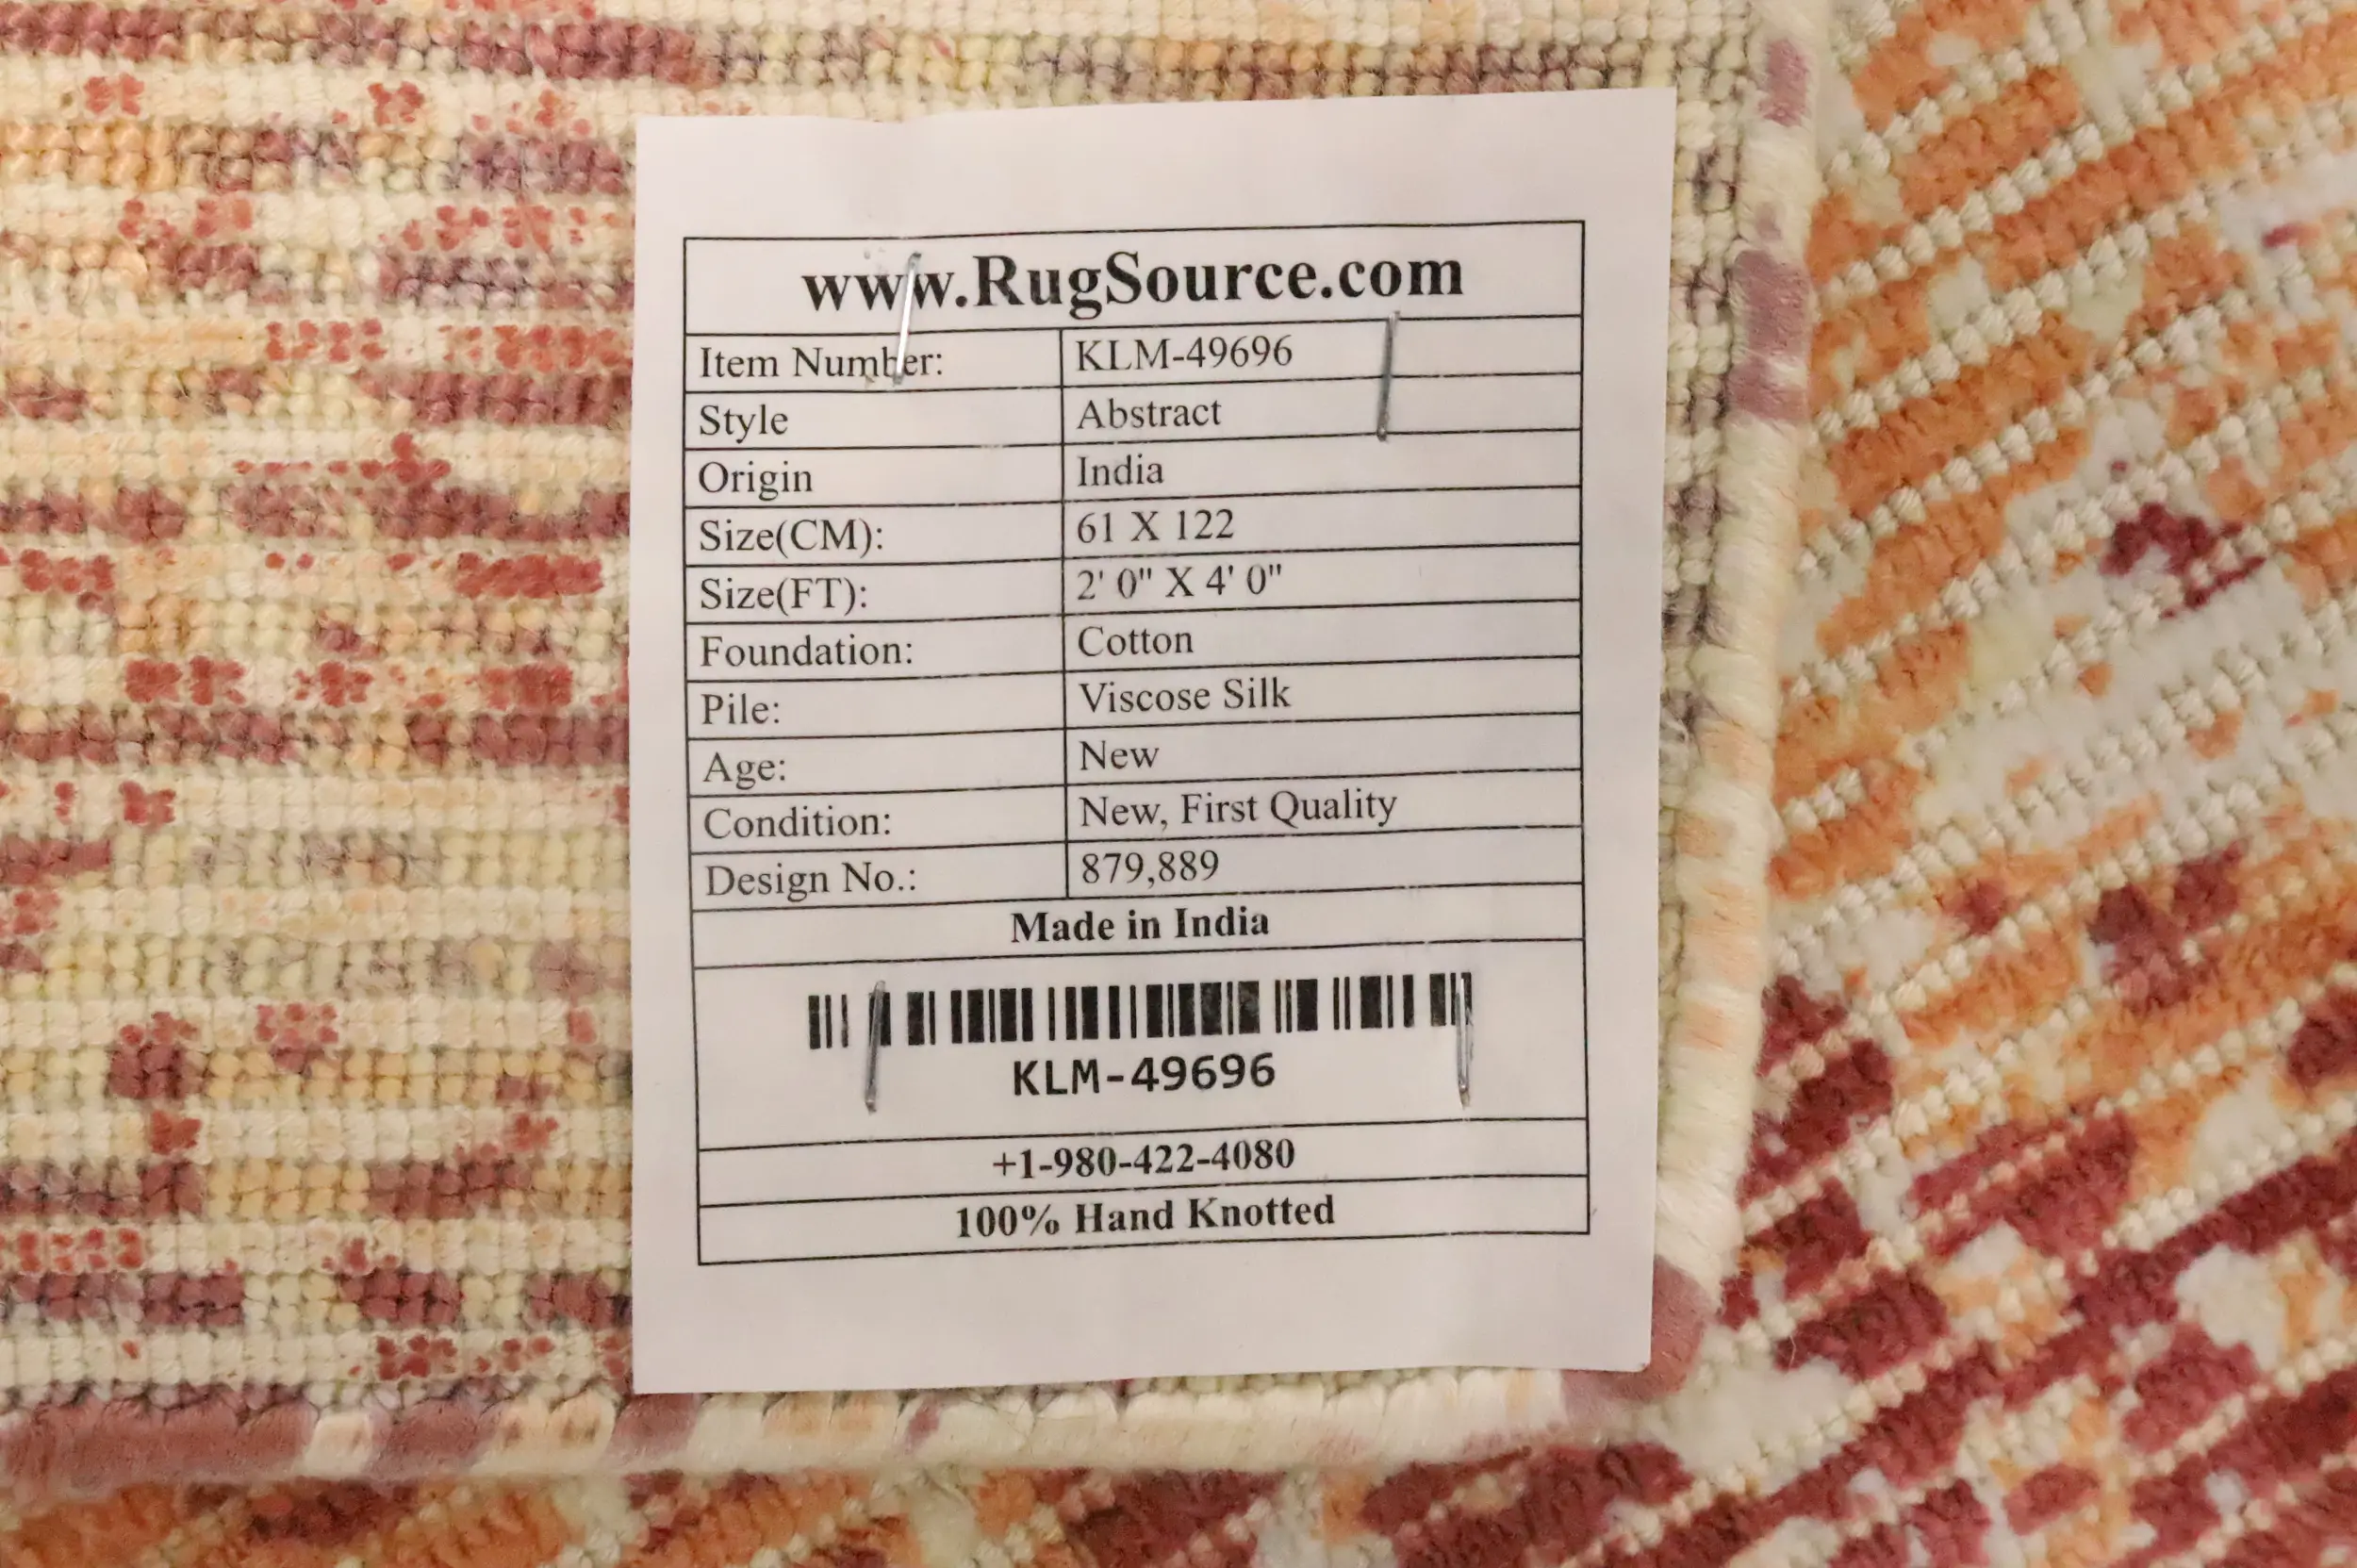 www.RugSource.com
Item Number: KLM-49696
Style Abstract
Origin India
Size(CM): 61 X 122
Size(FT): 2' 0" X 4' 0"
Foundation: Cotton
Pile: Viscose Silk
Age: New
Condition: New, First Quality
Design No.: 879,889
Made in India
KLM-49696
+1-980-422-4080
100% Hand Knotted